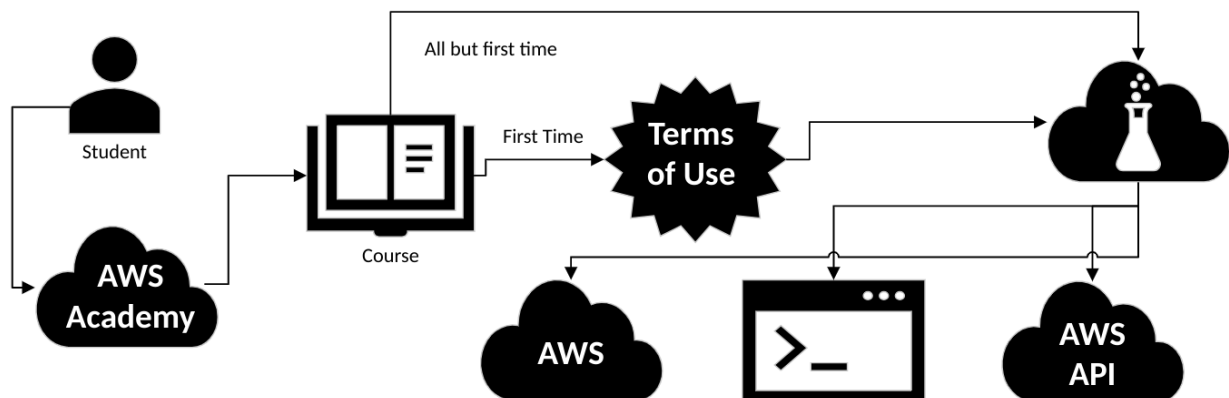 All but first time
Student
First Time
Terms
of Use
AWS
Academy
Course
AWS
>_
AWS
API